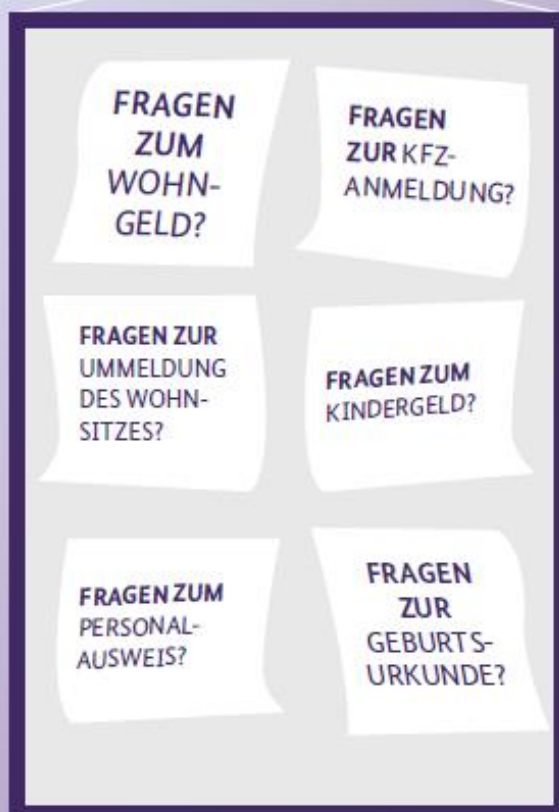 FRAGEN
ZUM
WOHN-
GELD?
FRAGEN
ZUR KFZ-
ANMELDUNG?
FRAGEN ZUR
UMMELDUNG
DES WOHN-
SITZES?
FRAGEN ZUM
KINDERGELD?
FRAGEN ZUM
PERSONAL-
AUSWEIS?
FRAGEN
ZUR
GEBURTS-
URKUNDE?